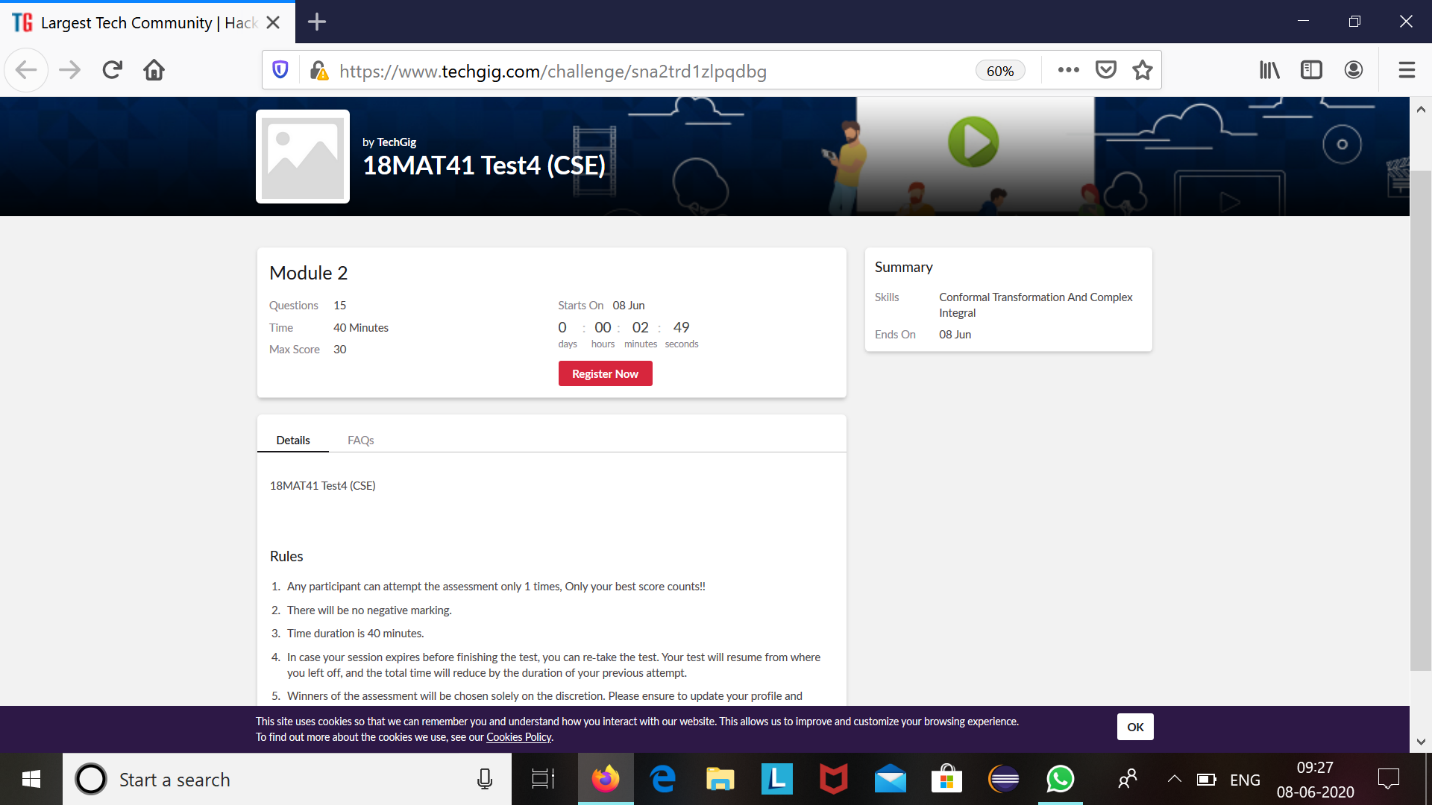 TG Largest Tech Community | Hack
https://www.techgig.com/challenge/sna2trd1zlpqdbg
60%
by TechGig
18MAT41 Test4 (CSE)
Module 2
Questions 15
Time 40 Minutes
Max Score 30
Starts On 08 Jun
0 : 00 : 02 : 49
days hours minutes seconds
Register Now
Summary
Skills Conformal Transformation And Complex
Integral
Ends On 08 Jun
Details FAQs
18MAT41 Test4 (CSE)
Rules
1. Any participant can attempt the assessment only 1 times, Only your best score counts!!
2. There will be no negative marking.
3. Time duration is 40 minutes.
4. In case your session expires before finishing the test, you can re-take the test. Your test will resume from where
you left off, and the total time will reduce by the duration of your previous attempt.
5. Winners of the assessment will be chosen solely on the discretion. Please ensure to update your profile and
This site uses cookies so that we can remember you and understand how you interact with our website. This allows us to improve and customize your browsing experience.
To find out more about the cookies we use, see our Cookies Policy.
OK
Start a search
L
ENG
09:27
08-06-2020